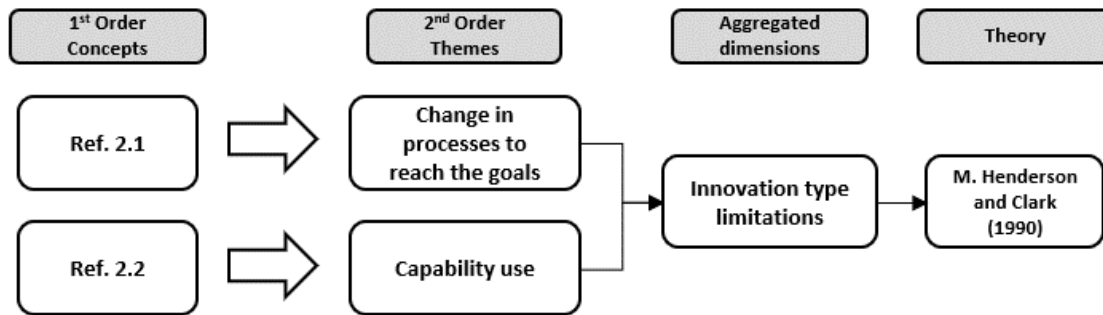 1st Order
Concepts
2nd Order
Themes
Aggregated
dimensions
Theory
Ref. 2.1
Change in
processes to
reach the goals
Innovation type
limitations
M. Henderson
and Clark
(1990)
Ref. 2.2
Capability use